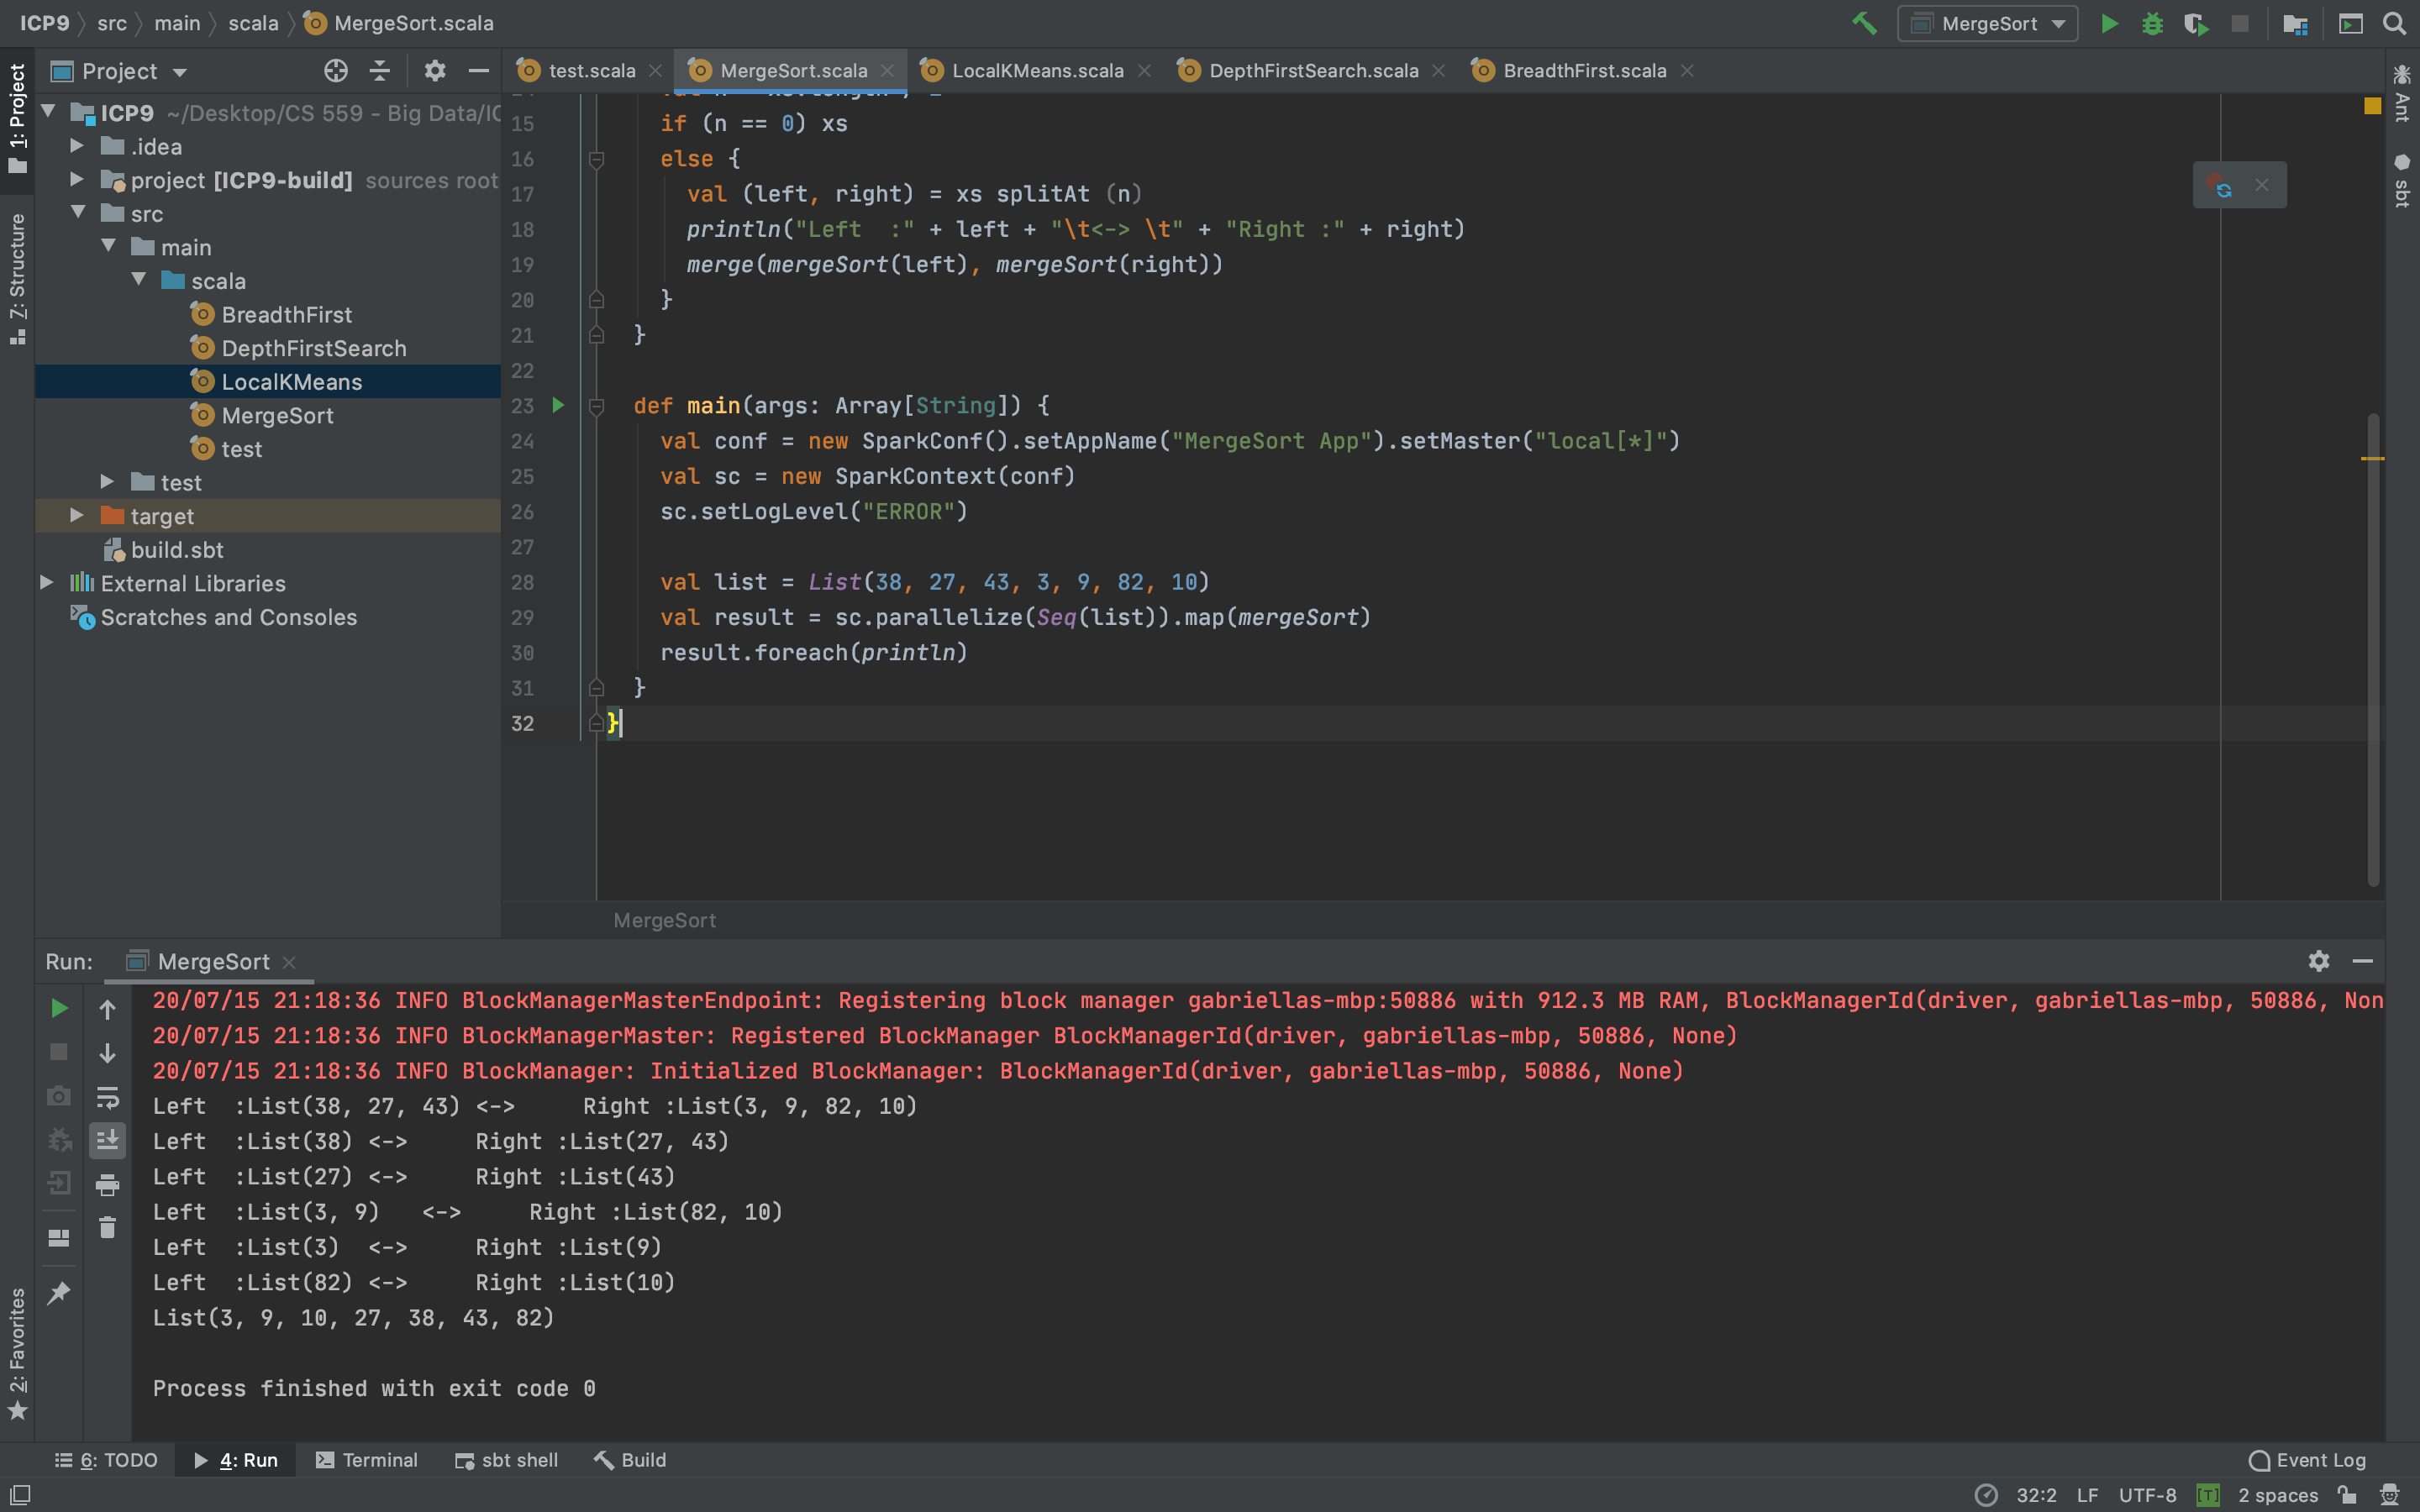 ICP9 src main scala MergeSort.scala MergeSort
1: Project
Project
test.scala MergeSort.scala LocalKMeans.scala DepthFirstSearch.scala BreadthFirst.scala
ICP9 ~/Desktop/CS 559 - Big Data/IC
.idea
project [ICP9-build] sources root
src
main
scala
BreadthFirst
DepthFirstSearch
LocalKMeans
MergeSort
test
test
target
build.sbt
External Libraries
Scratches and Consoles
7: Structure
2: Favorites
Ant
sbt
15 if (n == 0) xs
16 else {
17 val (left, right) = xs splitAt (n)
18 println("Left  :" + left + "\t<-> \t" + "Right :" + right)
19 merge(mergeSort(left), mergeSort(right))
20 }
21 }
22
23 def main(args: Array[String]) {
24 val conf = new SparkConf().setAppName("MergeSort App").setMaster("local[*]")
25 val sc = new SparkContext(conf)
26 sc.setLogLevel("ERROR")
27
28 val list = List(38, 27, 43, 3, 9, 82, 10)
29 val result = sc.parallelize(Seq(list)).map(mergeSort)
30 result.foreach(println)
31 }
32 }
MergeSort
Run: MergeSort
20/07/15 21:18:36 INFO BlockManagerMasterEndpoint: Registering block manager gabriellas-mbp:50886 with 912.3 MB RAM, BlockManagerId(driver, gabriellas-mbp, 50886, Non
20/07/15 21:18:36 INFO BlockManagerMaster: Registered BlockManager BlockManagerId(driver, gabriellas-mbp, 50886, None)
20/07/15 21:18:36 INFO BlockManager: Initialized BlockManager: BlockManagerId(driver, gabriellas-mbp, 50886, None)
Left  :List(38, 27, 43) <->     Right :List(3, 9, 82, 10)
Left  :List(38) <->     Right :List(27, 43)
Left  :List(27) <->     Right :List(43)
Left  :List(3, 9)   <->     Right :List(82, 10)
Left  :List(3)  <->     Right :List(9)
Left  :List(82) <->     Right :List(10)
List(3, 9, 10, 27, 38, 43, 82)
Process finished with exit code 0
6: TODO 4: Run Terminal sbt shell Build Event Log
32:2 LF UTF-8 [T] 2 spaces